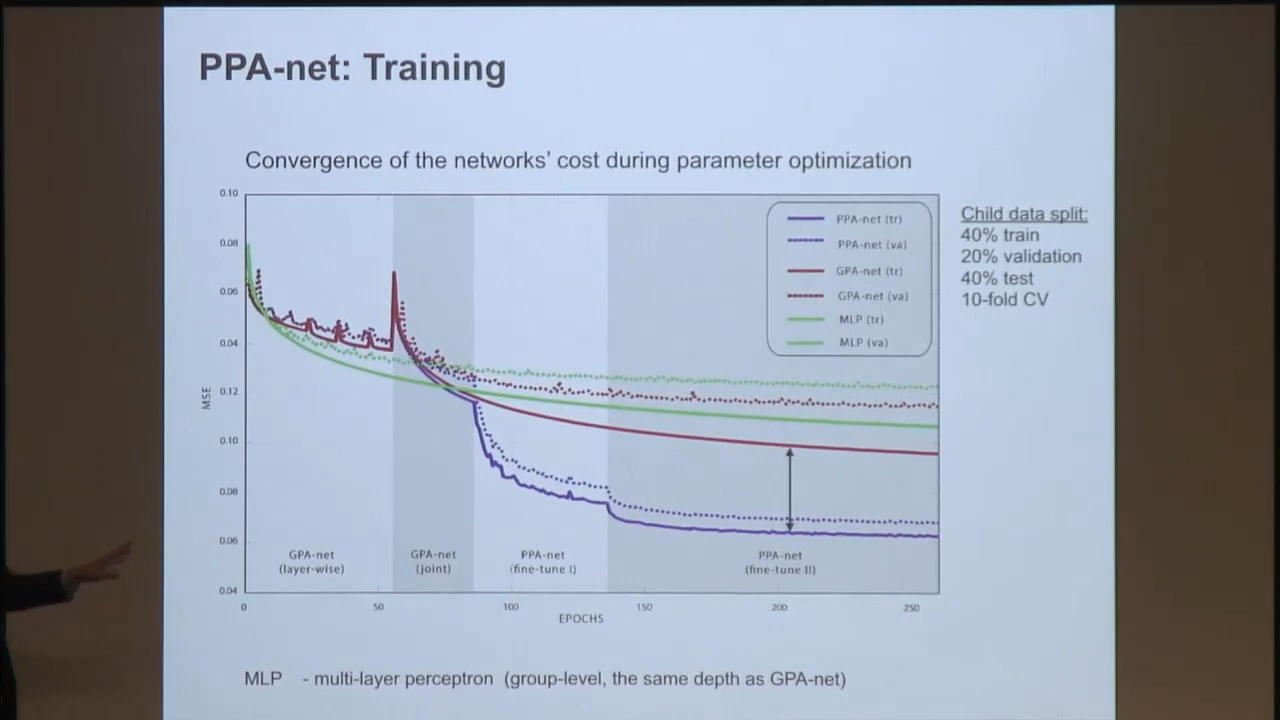 PPA-net: Training
Convergence of the networks' cost during parameter optimization
0.10
0.08
0.06
0.04
0.12
0.10
0.08
0.06
0.04
MSE
PPA-net (tr)
PPA-net (va)
GPA-net (tr)
GPA-net (va)
MLP (tr)
MLP (va)
Child data split:
40% train
20% validation
40% test
10-fold CV
GPA-net
(layer-wise)
GPA-net
(joint)
PPA-net
(fine-tune I)
PPA-net
(fine-tune II)
0 50 100 150 200 250
EPOCHS
MLP - multi-layer perceptron (group-level, the same depth as GPA-net)